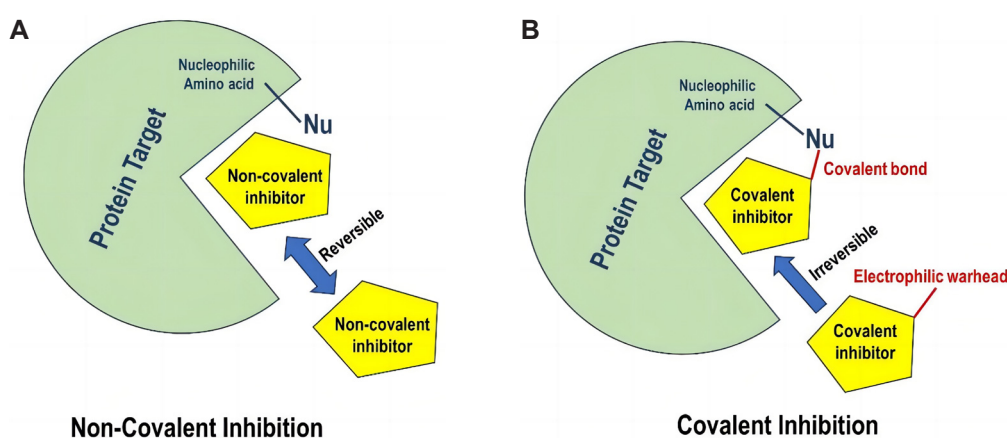 A
Nucleophilic
Amino acid
Nu
Protein Target
Non-covalent
inhibitor
Reversible
Non-covalent
inhibitor
Non-Covalent Inhibition
B
Nucleophilic
Amino acid
Nu
Covalent bond
Protein Target
Covalent
inhibitor
Irreversible
Electrophilic warhead
Covalent
inhibitor
Covalent Inhibition